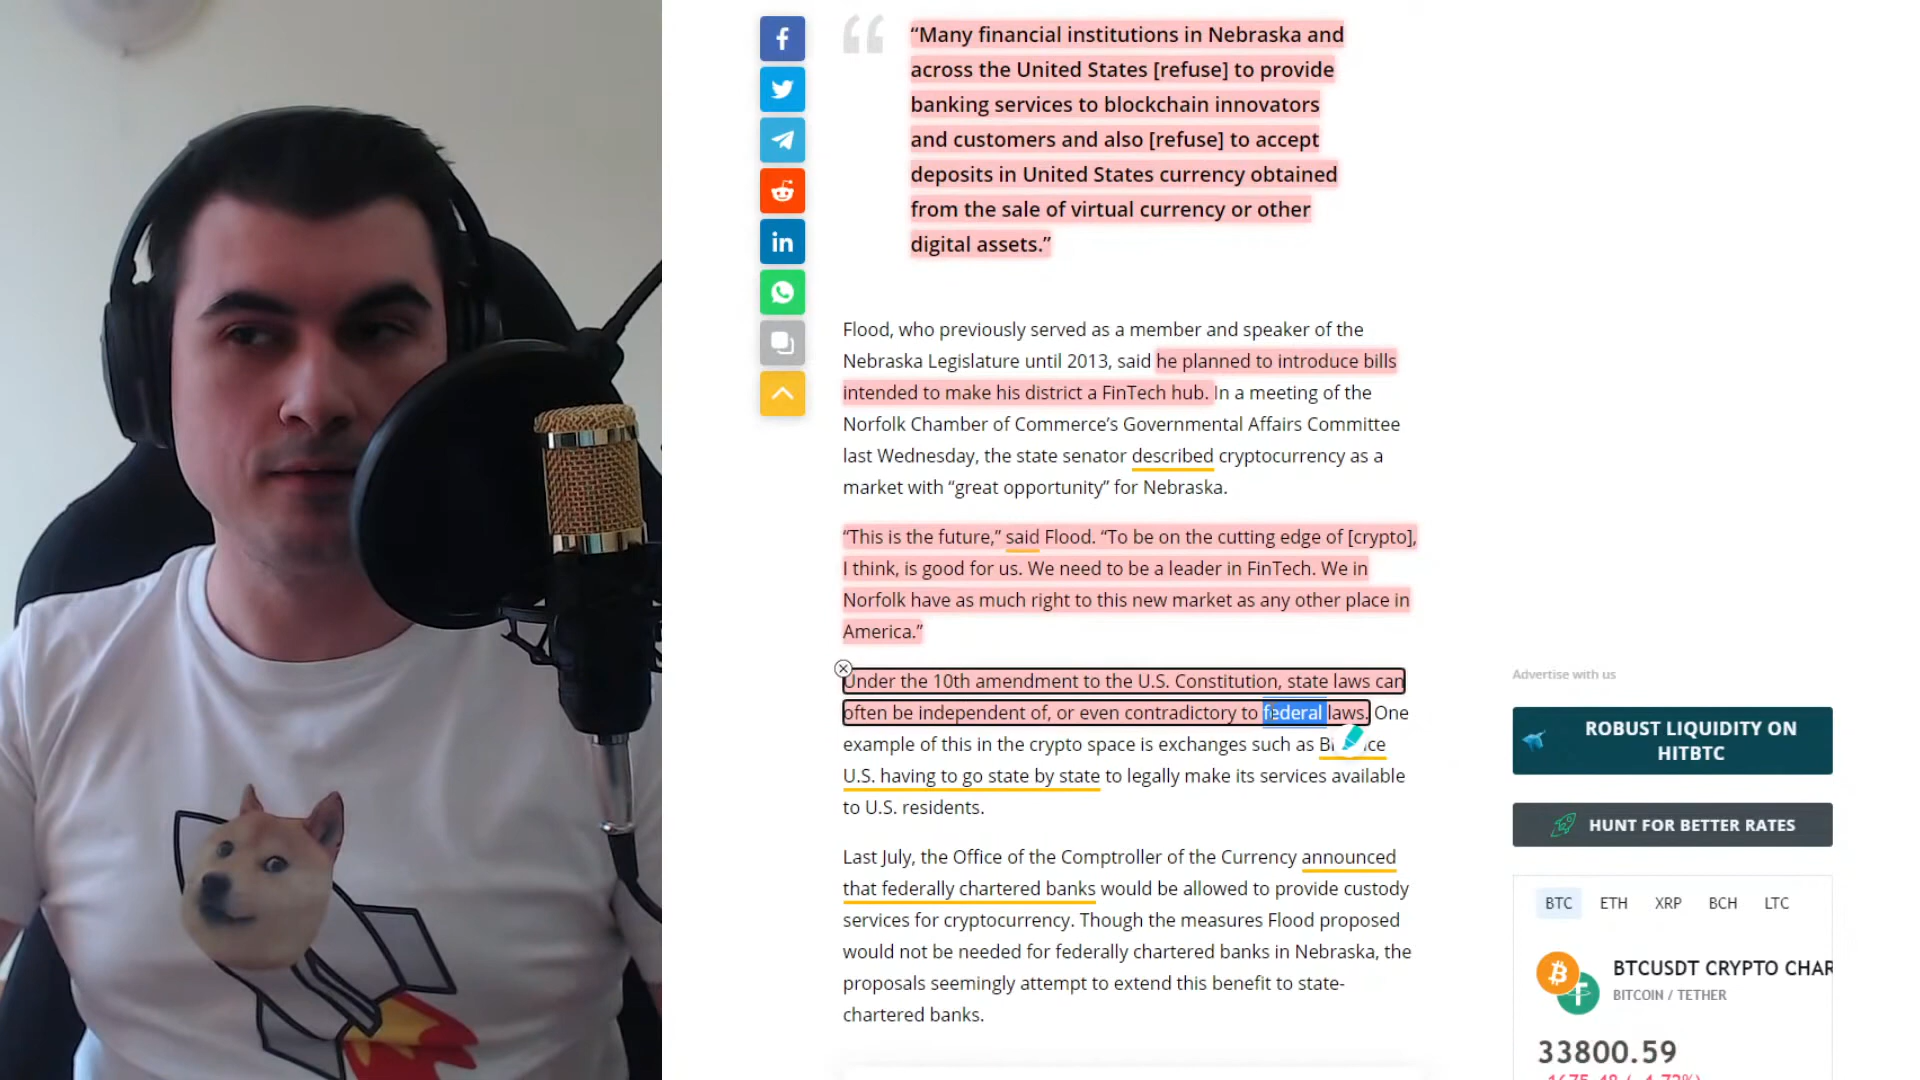 “Many financial institutions in Nebraska and
across the United States [refuse] to provide
banking services to blockchain innovators
and customers and also [refuse] to accept
deposits in United States currency obtained
from the sale of virtual currency or other
digital assets.”
Flood, who previously served as a member and speaker of the
Nebraska Legislature until 2013, said he planned to introduce bills
intended to make his district a FinTech hub. In a meeting of the
Norfolk Chamber of Commerce’s Governmental Affairs Committee
last Wednesday, the state senator described cryptocurrency as a
market with “great opportunity” for Nebraska.
“This is the future,” said Flood. “To be on the cutting edge of [crypto],
I think, is good for us. We need to be a leader in FinTech. We in
Norfolk have as much right to this new market as any other place in
America.”
Under the 10th amendment to the U.S. Constitution, state laws can
often be independent of, or even contradictory to federal laws. One
example of this in the crypto space is exchanges such as
U.S. having to go state by state to legally make its services available
to U.S. residents.
Last July, the Office of the Comptroller of the Currency announced
that federally chartered banks would be allowed to provide custody
services for cryptocurrency. Though the measures Flood proposed
would not be needed for federally chartered banks in Nebraska, the
proposals seemingly attempt to extend this benefit to state-
chartered banks.
Advertise with us
ROBUST LIQUIDITY ON
HITBTC
HUNT FOR BETTER RATES
BTC ETH XRP BCH LTC
BTCUSDT CRYPTO CHAR
BITCOIN / TETHER
33800.59